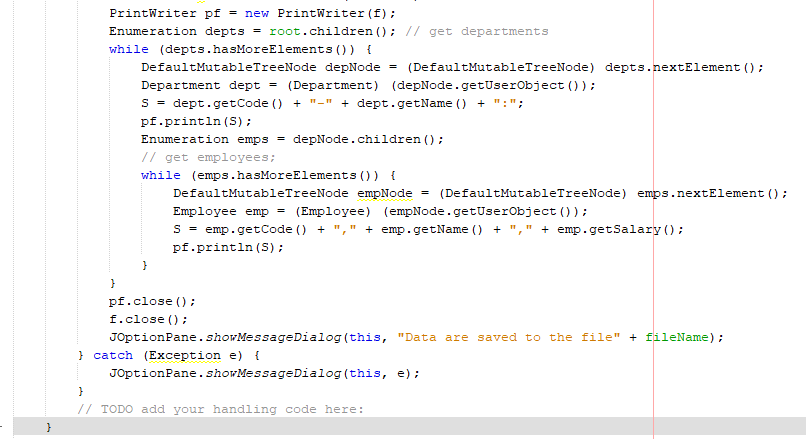 PrintWriter pf = new PrintWriter(f);
Enumeration depts = root.children(); // get departments
while (depts.hasMoreElements()) {
DefaultMutableTreeNode depNode = (DefaultMutableTreeNode) depts.nextElement();
Department dept = (Department) (depNode.getUserObject());
S = dept.getCode() + "-" + dept.getName() + ":";
pf.println(S);
Enumeration emps = depNode.children();
// get employees;
while (emps.hasMoreElements()) {
DefaultMutableTreeNode empNode = (DefaultMutableTreeNode) emps.nextElement();
Employee emp = (Employee) (empNode.getUserObject());
S = emp.getCode() + "," + emp.getName() + "," + emp.getSalary();
pf.println(S);
}
}
pf.close();
f.close();
JOptionPane.showMessageDialog(this, "Data are saved to the file" + fileName);
} catch (Exception e) {
JOptionPane.showMessageDialog(this, e);
}
// TODO add your handling code here:
}